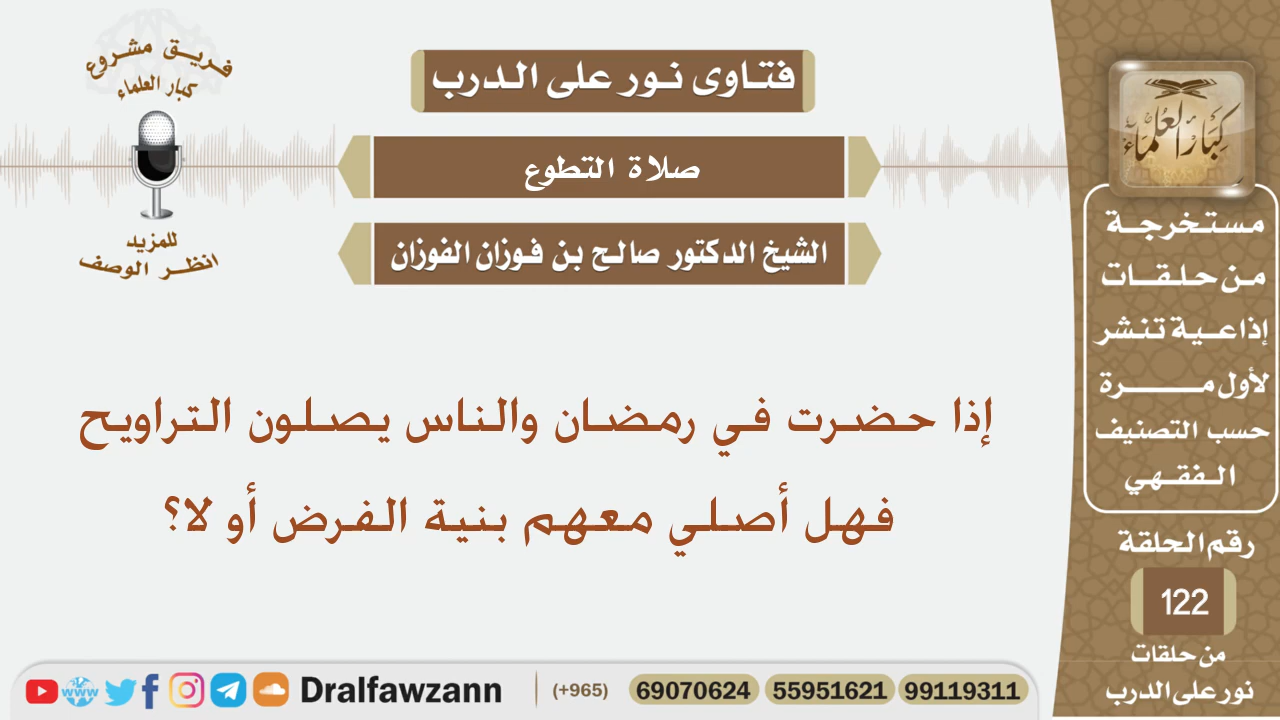 فريق مشروع
كبار العلماء
للمزيد
انظر الوصف
فتاوى نور على الدرب
صلاة التطوع
الشيخ الدكتور صالح بن فوزان الفوزان
إذا حضرت في رمضان والناس يصلون التراويح
فهل أصلي معهم بنية الفرض أو لا؟
كبار العلماء
مستخرجة
من حلقات
إذاعية تنشر
لأول مرة
حسب التصنيف
الفقهي
رقم الحلقة
122
من حلقات
نور على الدرب
www Dralfawzann (+965) 69070624 55951621 99119311